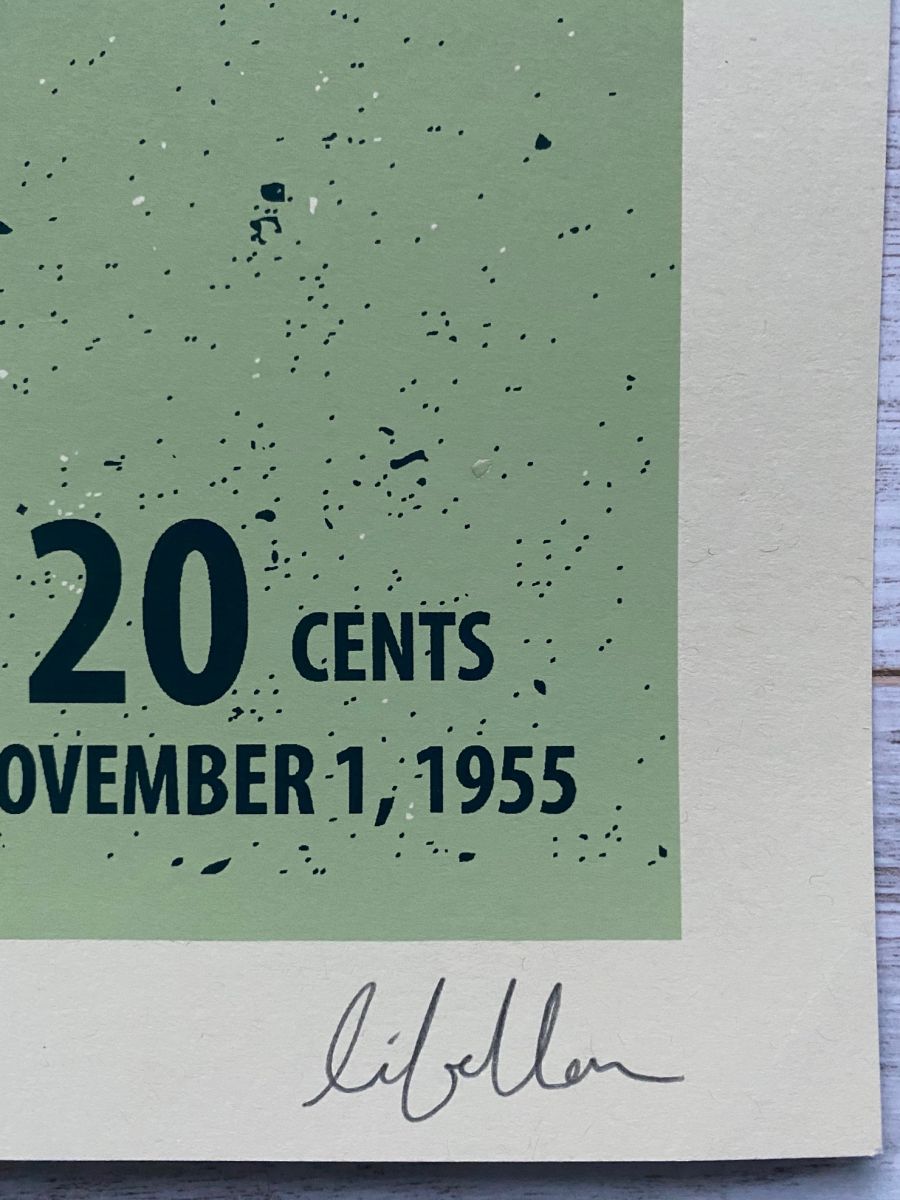 20 CENTS
OVEMBER 1, 1955